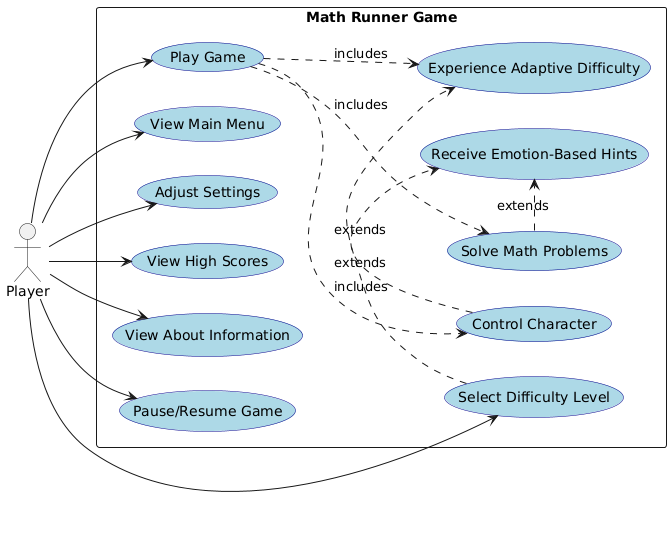 Math Runner Game
Play Game
includes
Experience Adaptive Difficulty
includes
View Main Menu
Receive Emotion-Based Hints
Adjust Settings
extends
extends
Solve Math Problems
View High Scores
extends
includes
Player
Control Character
View About Information
Select Difficulty Level
Pause/Resume Game